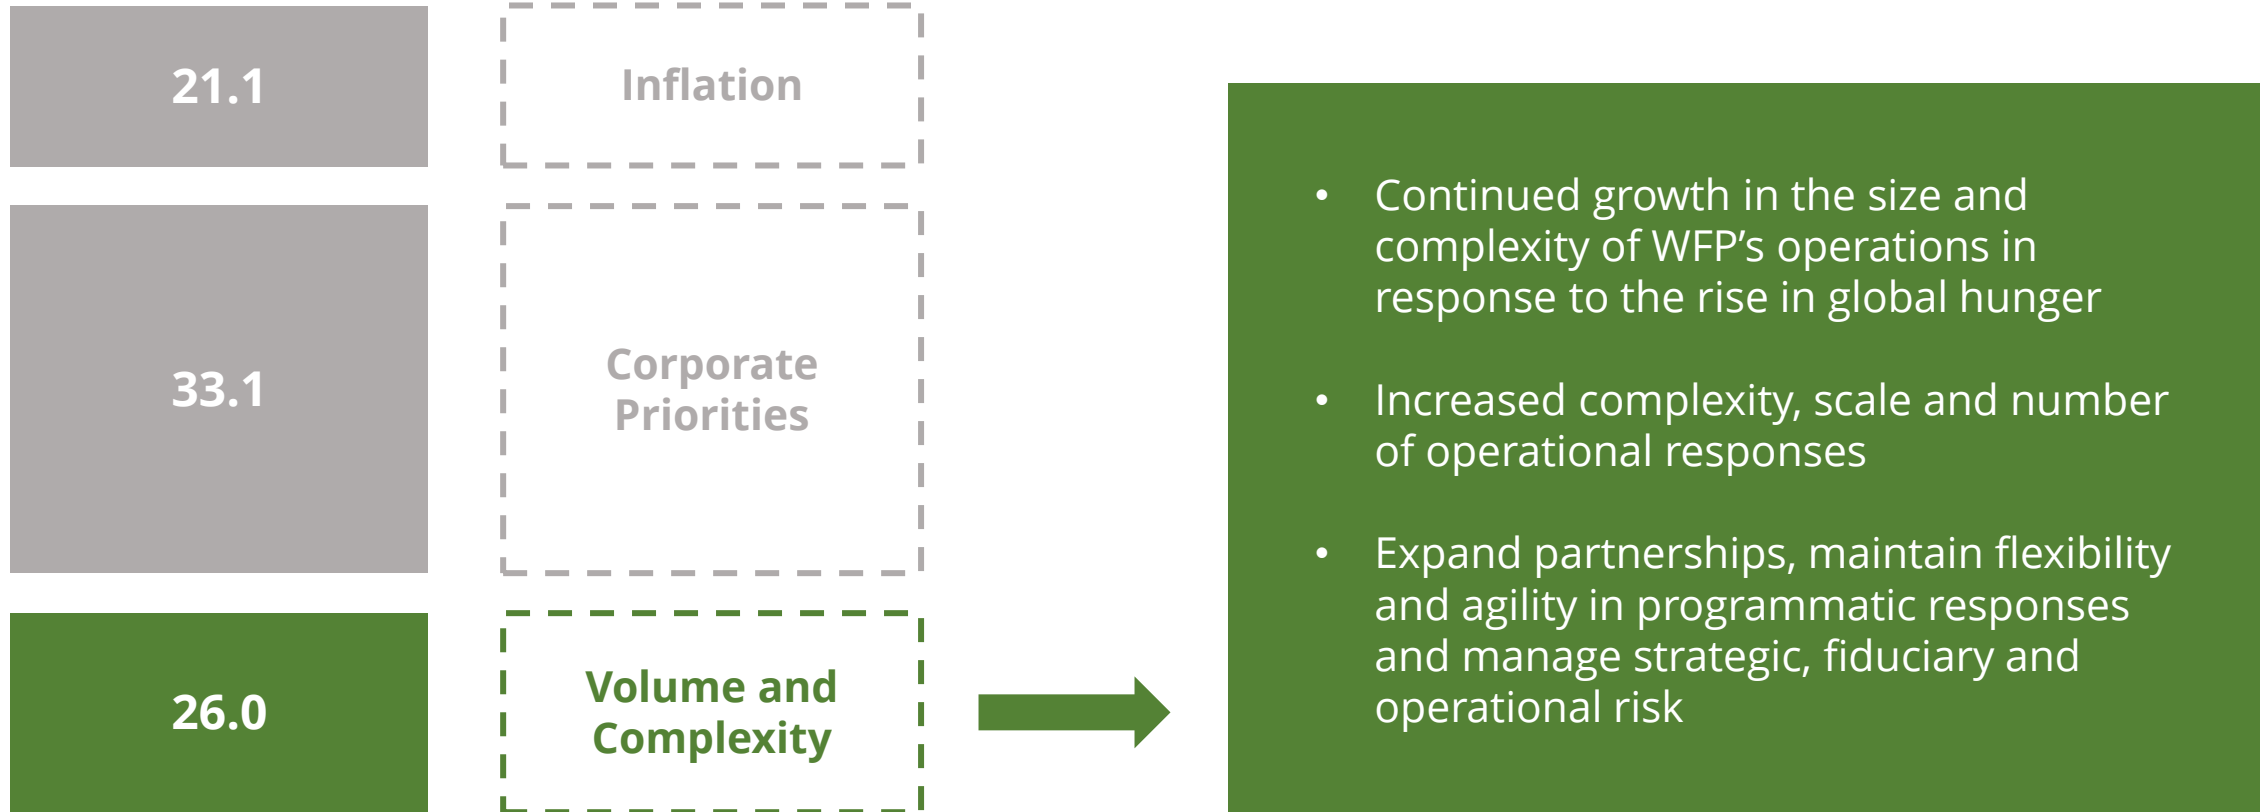 21.1
Inflation
33.1
Corporate
Priorities
26.0
Volume and
Complexity
• Continued growth in the size and
complexity of WFP’s operations in
response to the rise in global hunger
• Increased complexity, scale and number
of operational responses
• Expand partnerships, maintain flexibility
and agility in programmatic responses
and manage strategic, fiduciary and
operational risk